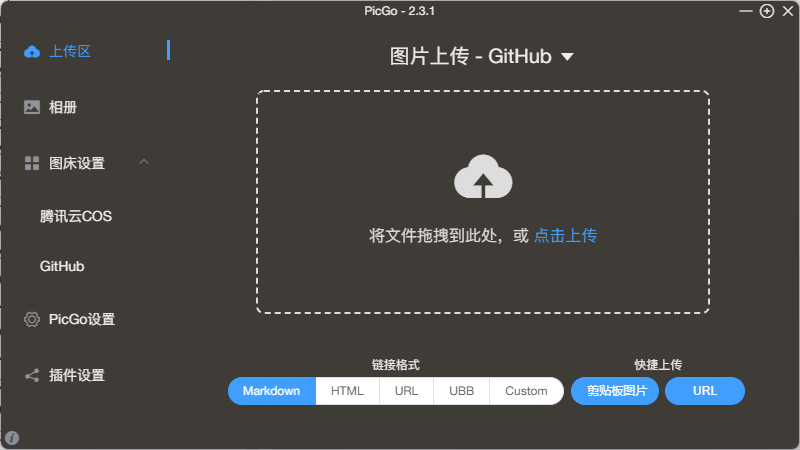 PicGo - 2.3.1
上传区
相册
图床设置
腾讯云COS
GitHub
PicGo设置
插件设置
图片上传 - GitHub
将文件拖拽到此处，或 点击上传
链接格式
Markdown HTML URL UBB Custom
快捷上传
剪贴板图片 URL